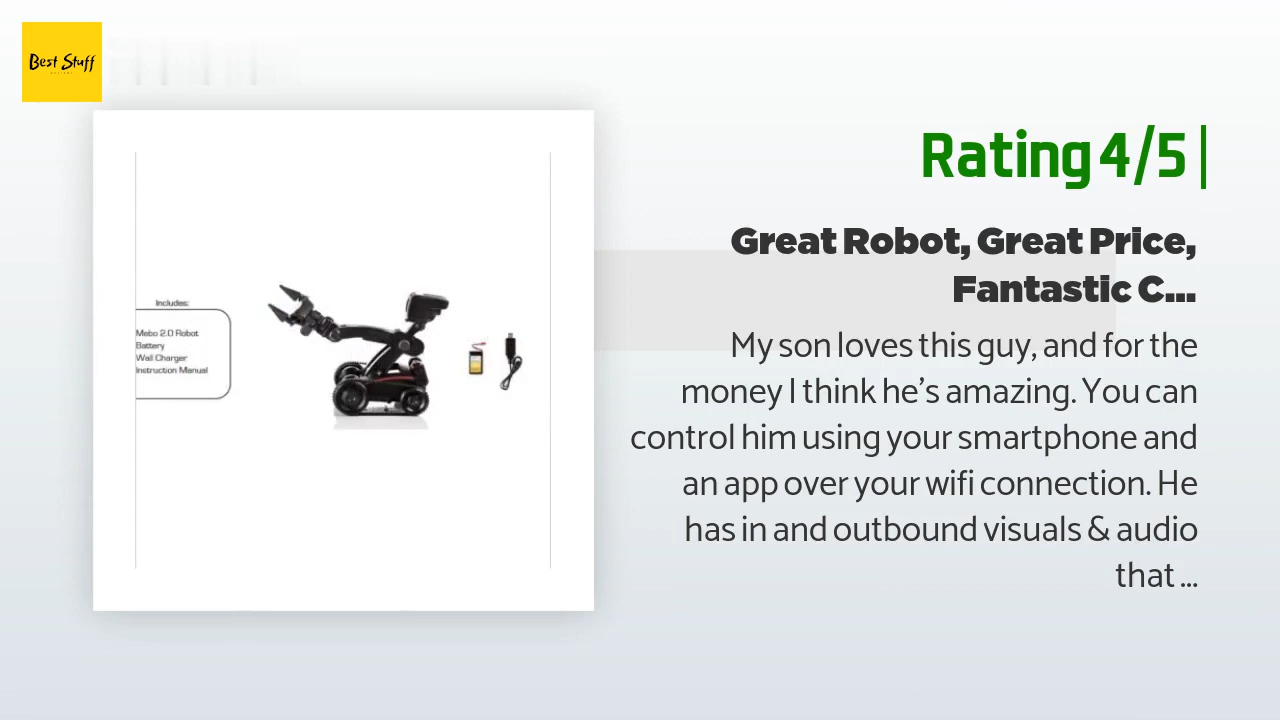 Best Stuff
Rating 4/5 |
Great Robot, Great Price,
Fantastic C...
My son loves this guy, and for the
money I think he's amazing. You can
control him using your smartphone and
an app over your wifi connection. He
has in and outbound visuals & audio
that ...
Includes:
Mebo 2.0 Robot
Battery
Wall Charger
Instruction Manual